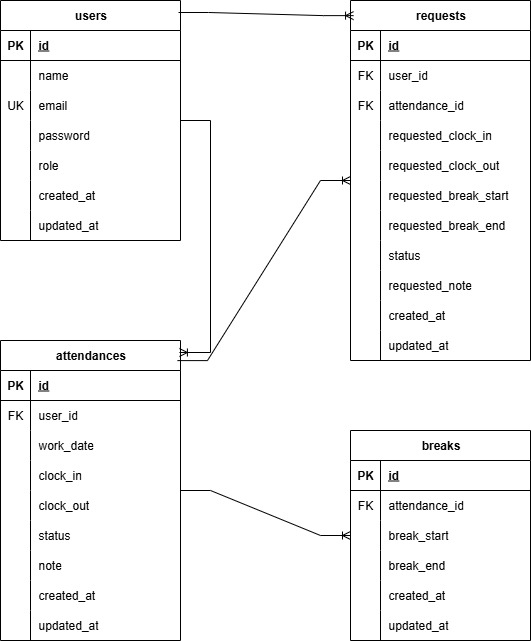 users
PK id
name
UK email
password
role
created_at
updated_at
requests
PK id
FK user_id
FK attendance_id
requested_clock_in
requested_clock_out
requested_break_start
requested_break_end
status
requested_note
created_at
updated_at
attendances
PK id
FK user_id
work_date
clock_in
clock_out
status
note
created_at
updated_at
breaks
PK id
FK attendance_id
break_start
break_end
created_at
updated_at